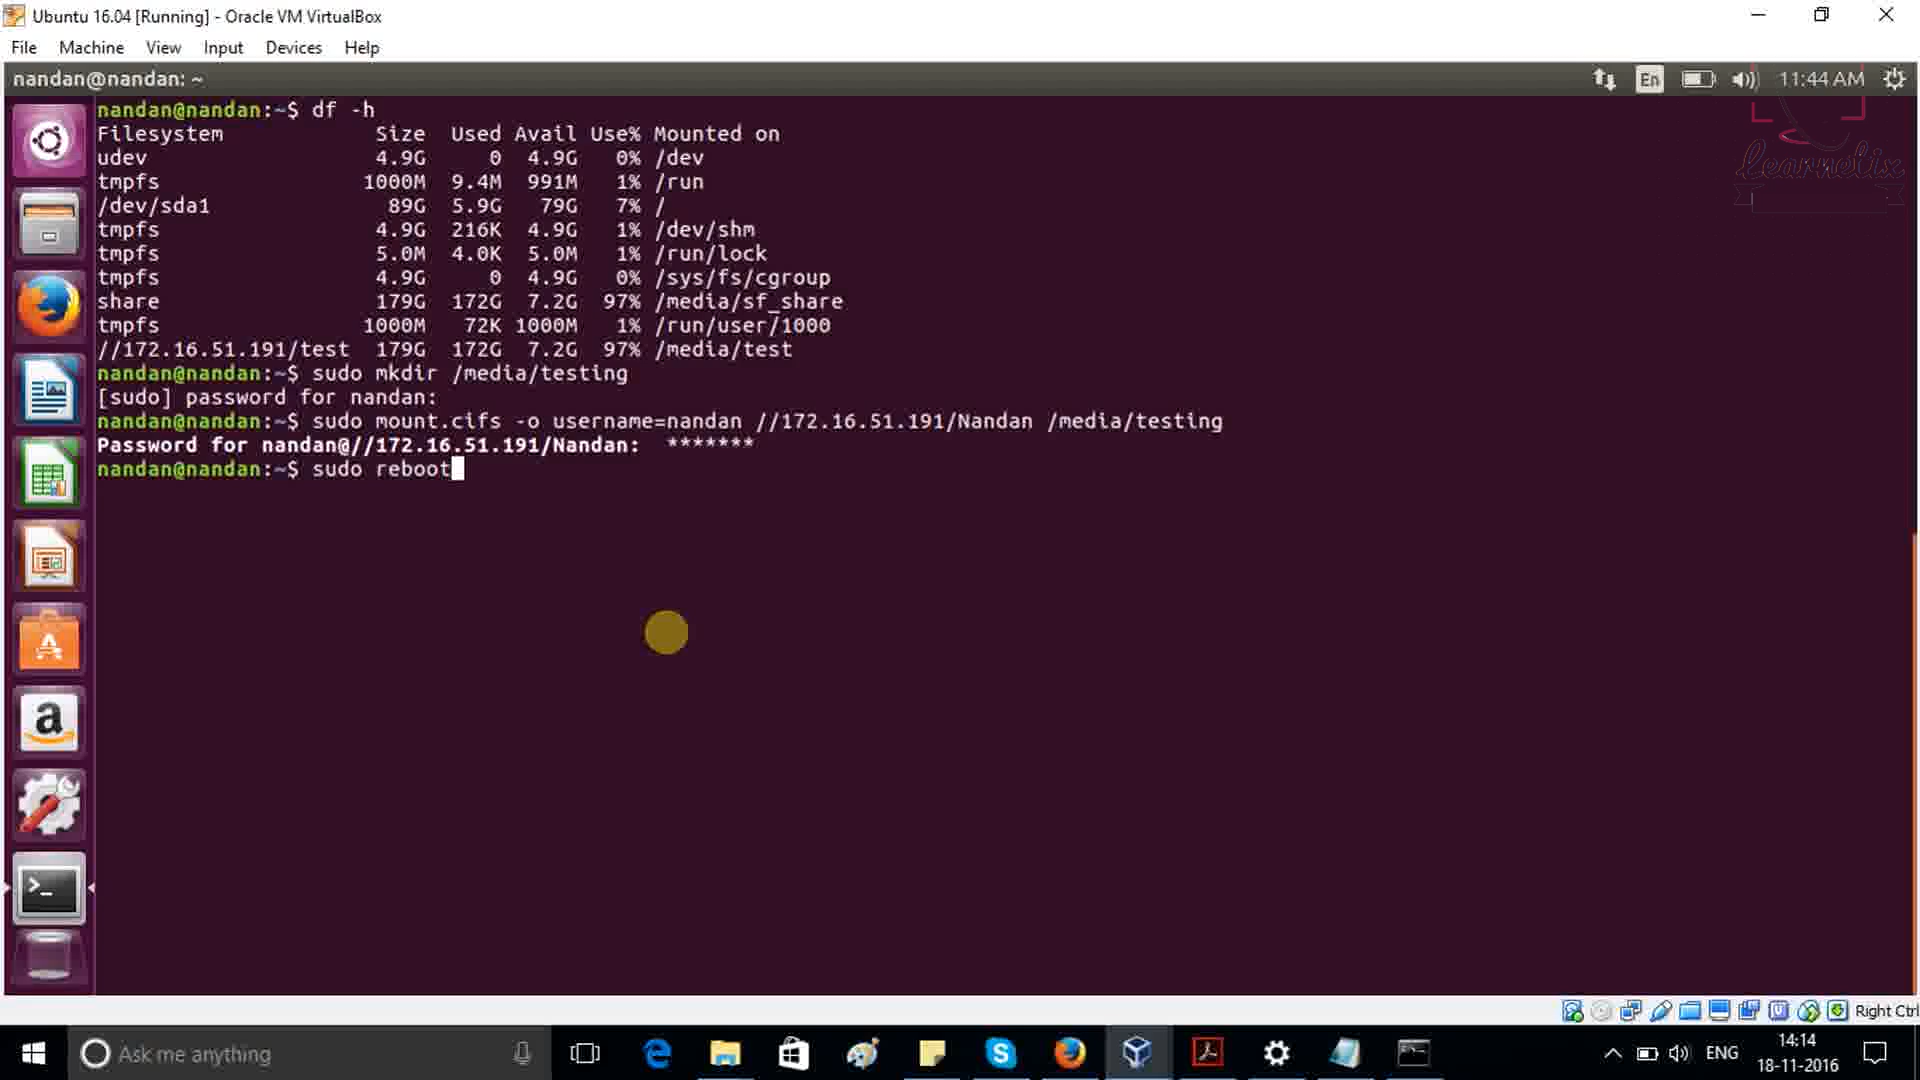 Ubuntu 16.04 [Running] - Oracle VM VirtualBox
File Machine View Input Devices Help
nandan@nandan: ~ En 11:44 AM
learnetix
nandan@nandan:~$ df -h
Filesystem Size Used Avail Use% Mounted on
udev 4.9G 0 4.9G 0% /dev
tmpfs 1000M 9.4M 991M 1% /run
/dev/sda1 89G 5.9G 79G 7% /
tmpfs 4.9G 216K 4.9G 1% /dev/shm
tmpfs 5.0M 4.0K 5.0M 1% /run/lock
tmpfs 4.9G 0 4.9G 0% /sys/fs/cgroup
share 179G 172G 7.2G 97% /media/sf_share
tmpfs 1000M 72K 1000M 1% /run/user/1000
//172.16.51.191/test 179G 172G 7.2G 97% /media/test
nandan@nandan:~$ sudo mkdir /media/testing
[sudo] password for nandan:
nandan@nandan:~$ sudo mount.cifs -o username=nandan //172.16.51.191/Nandan /media/testing
Password for nandan@//172.16.51.191/Nandan: *******
nandan@nandan:~$ sudo reboot
Right Ctrl
Ask me anything
ENG
14:14
18-11-2016